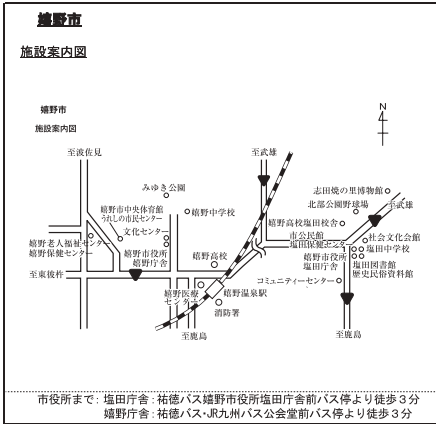 嬉野市
施設案内図
嬉野市
施設案内図
N
至波佐見
至武雄
みゆき公園
志田焼の里博物館
北部公園野球場
至武雄
嬉野市中央体育館
うれしの市民センター
嬉野中学校
文化センター
嬉野高校塩田校舎
市公民館
塩田保健センター
社会文化会館
塩田中学校
嬉野老人福祉センター
嬉野保健センター
嬉野市役所
嬉野庁舎
嬉野高校
嬉野市役所
塩田庁舎
塩田図書館
歴史民俗資料館
至東彼杵
嬉野医療
センター
嬉野温泉駅
コミュニティーセンター
消防署
至鹿島
至鹿島
市役所まで: 塩田庁舎:祐徳バス嬉野市役所塩田庁舎前バス停より徒歩3分
嬉野庁舎:祐徳バス・JR九州バス公会堂前バス停より徒歩3分